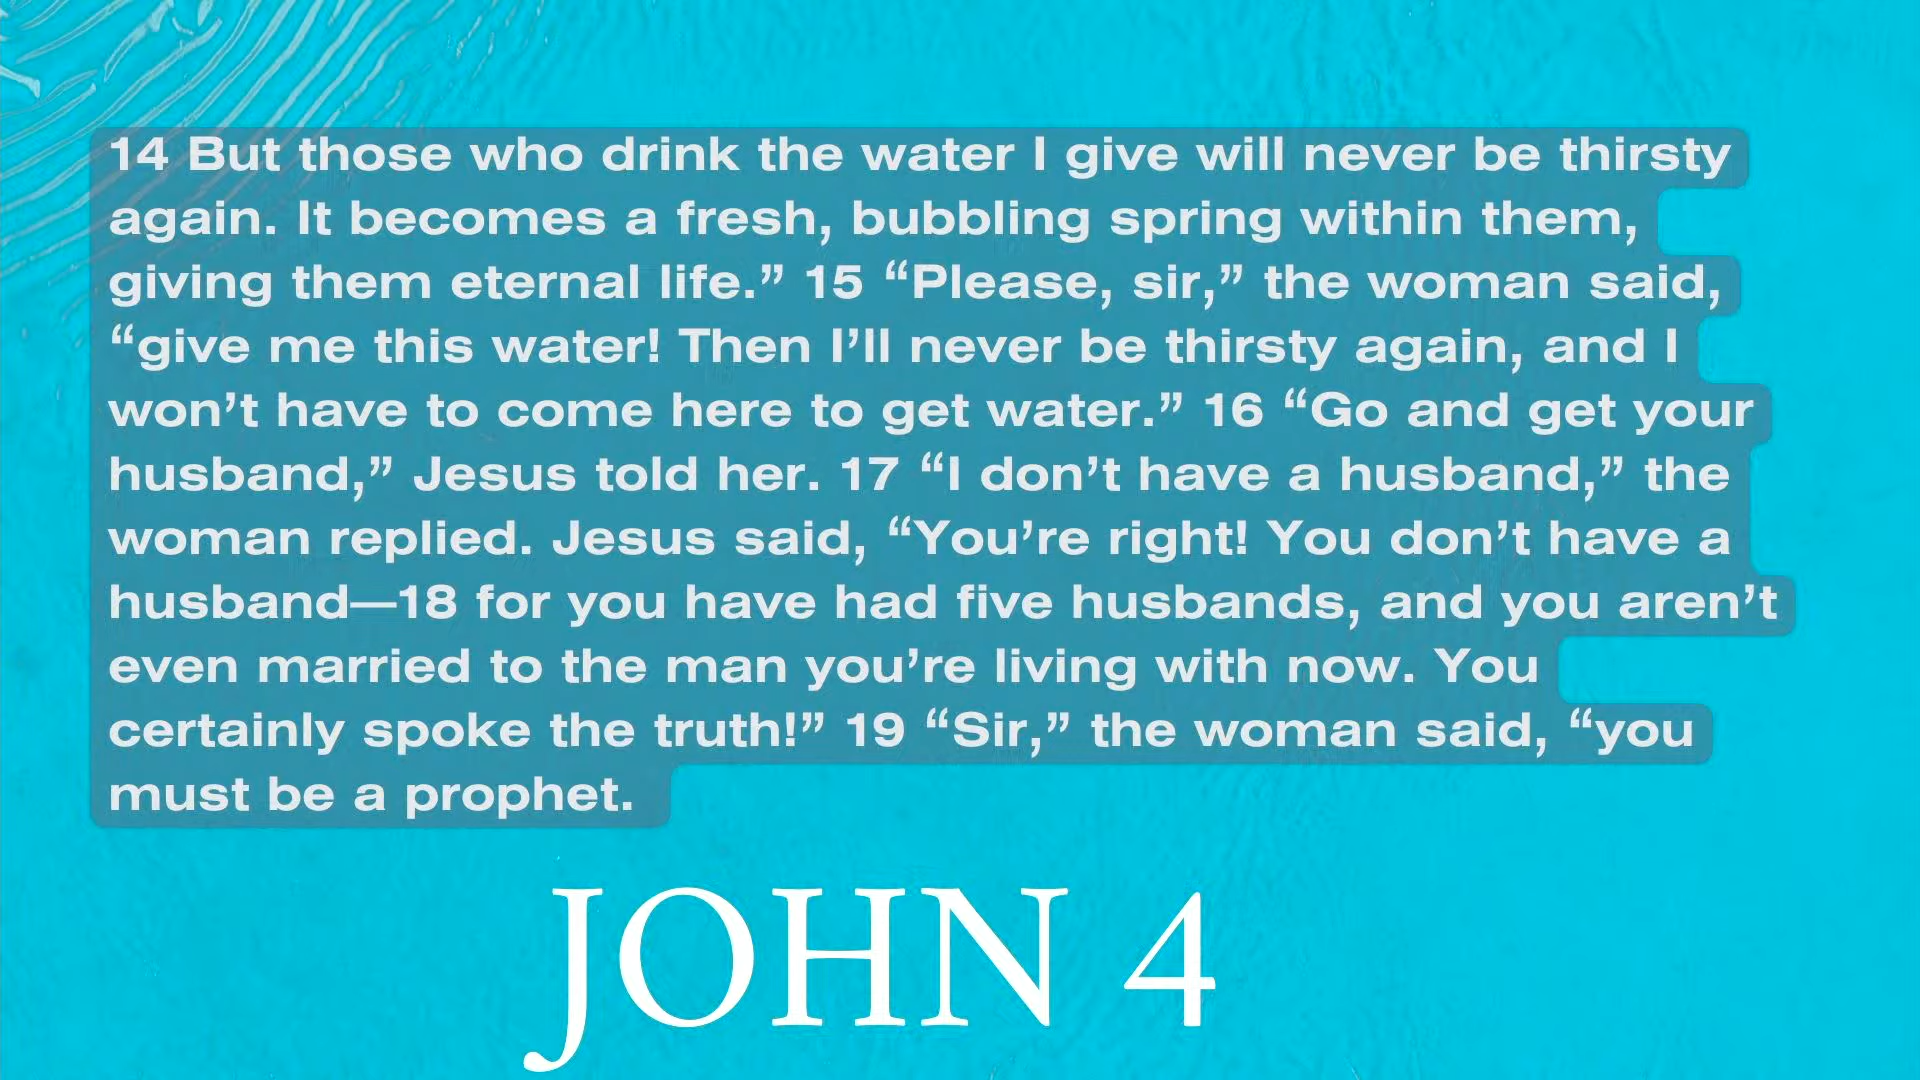 14 But those who drink the water I give will never be thirsty
again. It becomes a fresh, bubbling spring within them,
giving them eternal life.” 15 “Please, sir,” the woman said,
“give me this water! Then I’ll never be thirsty again, and I
won’t have to come here to get water.” 16 “Go and get your
husband,” Jesus told her. 17 “I don’t have a husband,” the
woman replied. Jesus said, “You’re right! You don’t have a
husband—18 for you have had five husbands, and you aren’t
even married to the man you’re living with now. You
certainly spoke the truth!” 19 “Sir,” the woman said, “you
must be a prophet.
JOHN 4